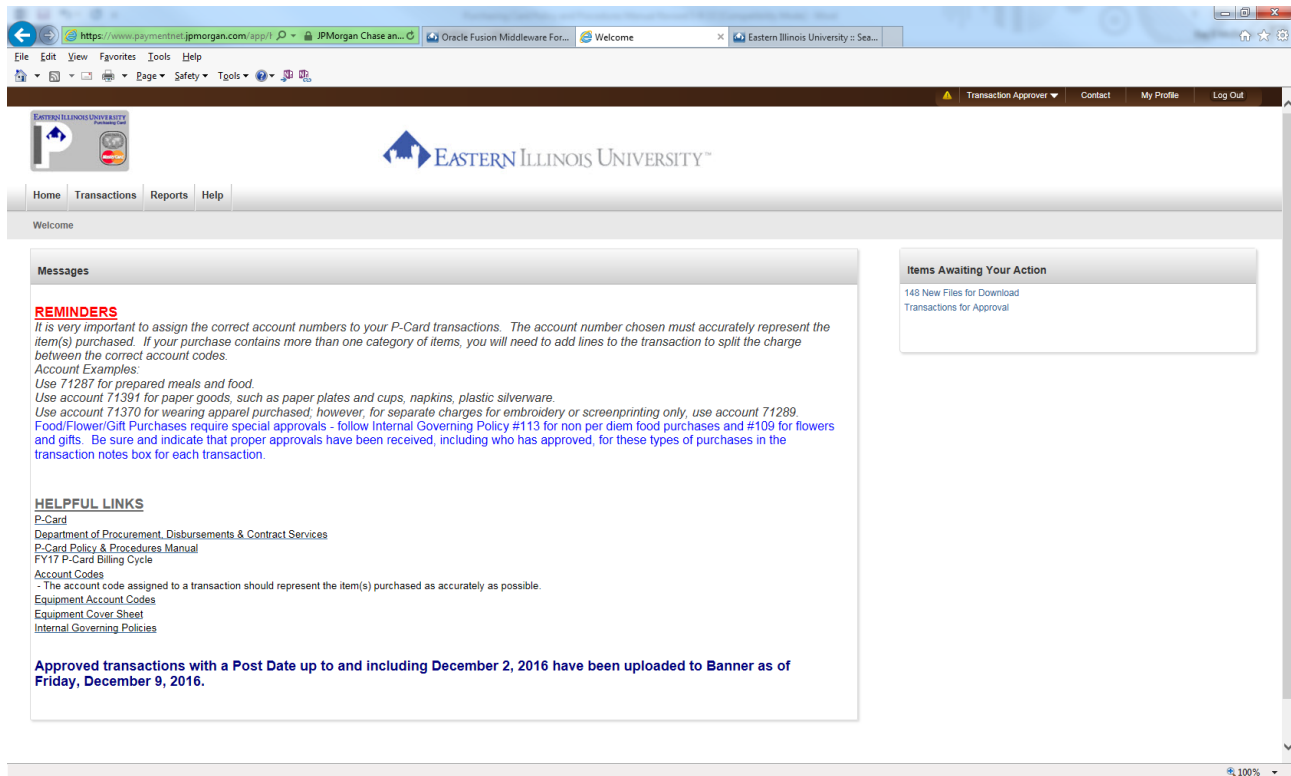 https://www.paymentnet.jpmorgan.com/app/
JPMorgan Chase an...
Oracle Fusion Middleware For...
Welcome
Eastern Illinois University :: Sea...
File Edit View Favorites Tools Help
Page Safety Tools
Transaction Approver Contact My Profile Log Out
EASTERN ILLINOIS UNIVERSITY
Purchasing Card
P
MasterCard
EASTERN ILLINOIS UNIVERSITY™
Home Transactions Reports Help
Welcome
Messages
REMINDERS
It is very important to assign the correct account numbers to your P-Card transactions. The account number chosen must accurately represent the
item(s) purchased. If your purchase contains more than one category of items, you will need to add lines to the transaction to split the charge
between the correct account codes.
Account Examples:
Use 71287 for prepared meals and food.
Use account 71391 for paper goods, such as paper plates and cups, napkins, plastic silverware.
Use account 71370 for wearing apparel purchased; however, for separate charges for embroidery or screenprinting only, use account 71289.
Food/Flower/Gift Purchases require special approvals - follow Internal Governing Policy #113 for non per diem food purchases and #109 for flowers
and gifts. Be sure and indicate that proper approvals have been received, including who has approved, for these types of purchases in the
transaction notes box for each transaction.
HELPFUL LINKS
P-Card
Department of Procurement, Disbursements & Contract Services
P-Card Policy & Procedures Manual
FY17 P-Card Billing Cycle
Account Codes
- The account code assigned to a transaction should represent the item(s) purchased as accurately as possible.
Equipment Account Codes
Equipment Cover Sheet
Internal Governing Policies
Approved transactions with a Post Date up to and including December 2, 2016 have been uploaded to Banner as of
Friday, December 9, 2016.
Items Awaiting Your Action
148 New Files for Download
Transactions for Approval
100%